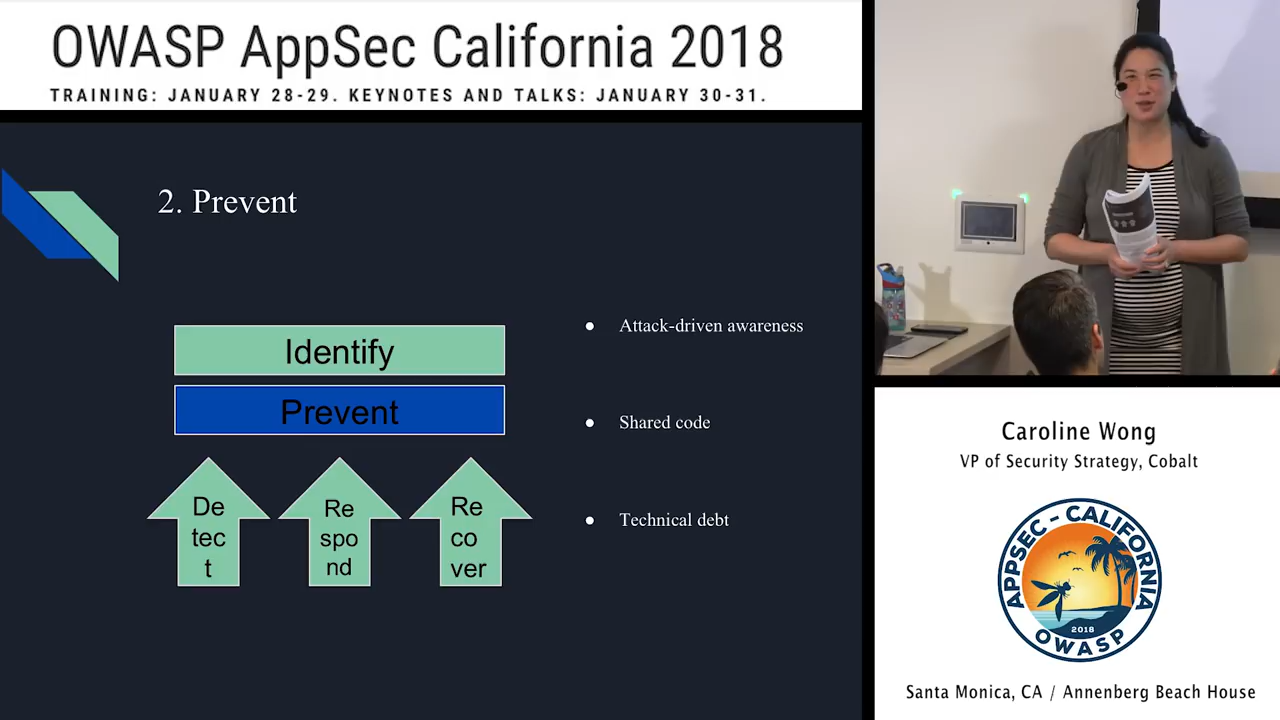 OWASP AppSec California 2018
TRAINING: JANUARY 28-29. KEYNOTES AND TALKS: JANUARY 30-31.
2. Prevent
Identify
Prevent
De
tec
t
Re
spo
nd
Re
co
ver
● Attack-driven awareness
● Shared code
● Technical debt
Caroline Wong
VP of Security Strategy, Cobalt
APPSEC - CALIFORNIA
2018
OWASP
Santa Monica, CA / Annenberg Beach House